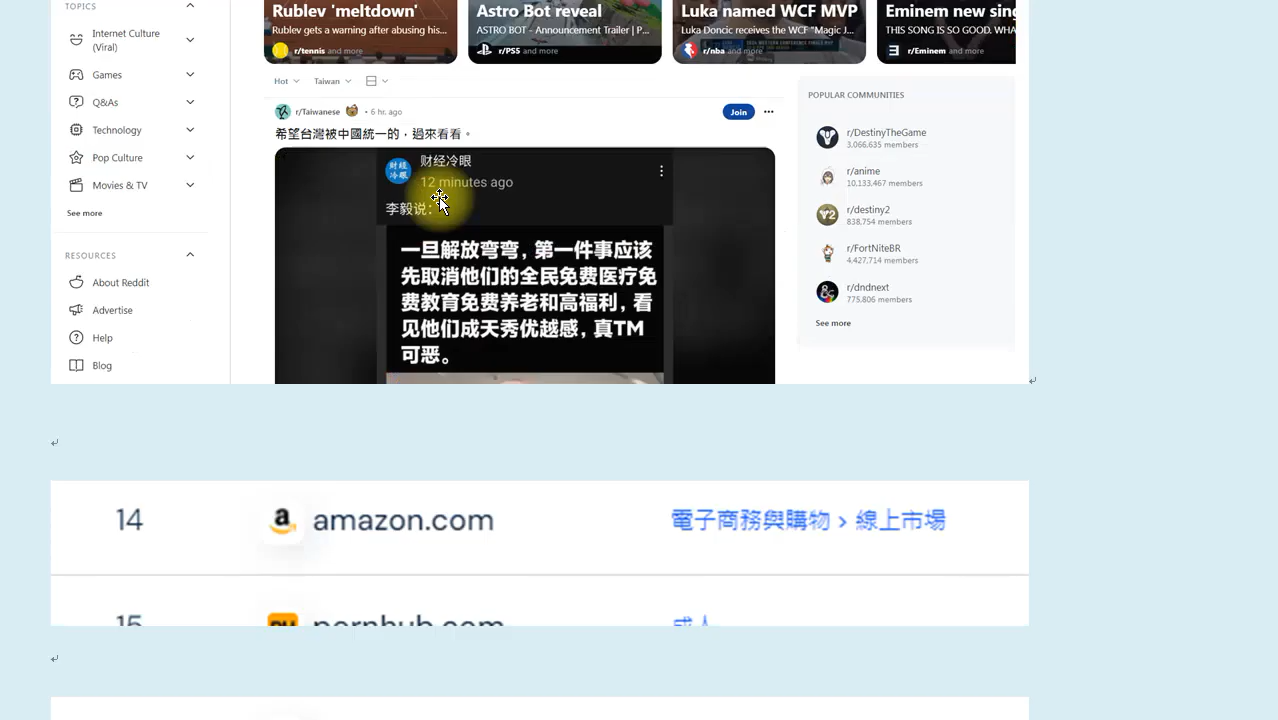 TOPICS
Internet Culture
(Viral)
Games
Q&As
Technology
Pop Culture
Movies & TV
See more
RESOURCES
About Reddit
Advertise
Help
Blog
Rublev 'meltdown'
Rublev gets a warning after abusing his...
r/tennis and more
Astro Bot reveal
ASTRO BOT - Announcement Trailer | P...
r/PS5 and more
Luka named WCF MVP
Luka Doncic receives the WCF "Magic J...
r/nba and more
Eminem new sing
THIS SONG IS SO GOOD. WHA
r/Eminem and more
Hot
Taiwan
r/Taiwanese • 6 hr. ago
Join
希望台灣被中國統一的，過來看看。
财经冷眼
財經
冷眼
12 minutes ago
李毅说：
一旦解放弯弯，第一件事应该
先取消他们的全民免费医疗免
费教育免费养老和高福利，看
见他们成天秀优越感，真TM
可恶。
POPULAR COMMUNITIES
r/DestinyTheGame
3,066,635 members
r/anime
10,133,467 members
r/destiny2
838,754 members
r/FortNiteBR
4,427,714 members
r/dndnext
775,806 members
See more
14 amazon.com 電子商務與購物 > 線上市場
15 pornhub.com 成人